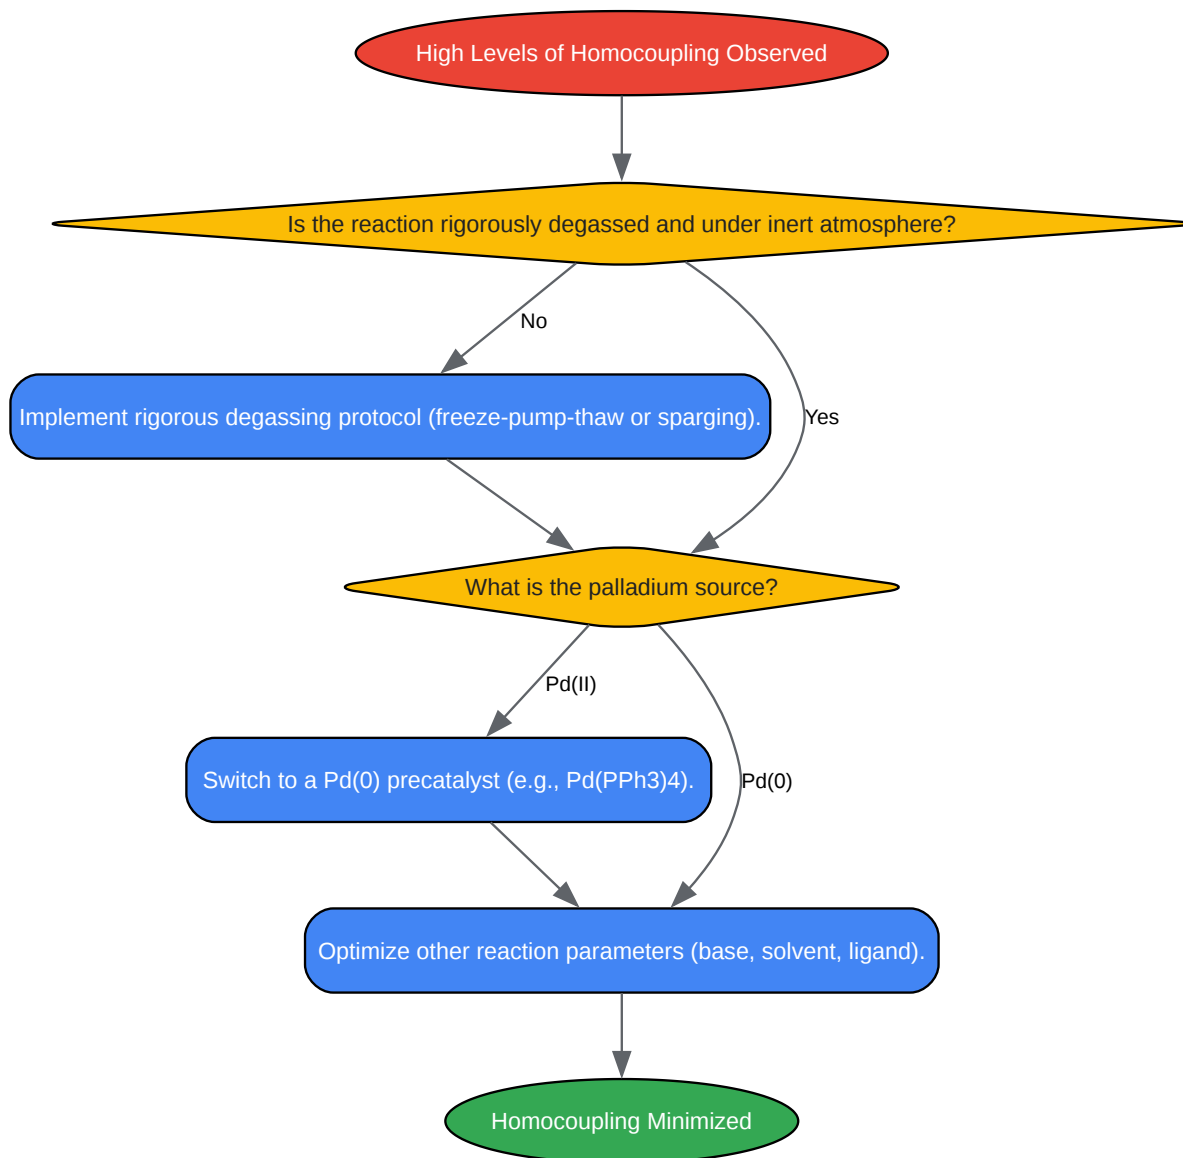 High Levels of Homocoupling Observed
Is the reaction rigorously degassed and under inert atmosphere?
No
Implement rigorous degassing protocol (freeze-pump-thaw or sparging).
Yes
What is the palladium source?
Pd(II)
Switch to a Pd(0) precatalyst (e.g., Pd(PPh3)4).
Pd(0)
Optimize other reaction parameters (base, solvent, ligand).
Homocoupling Minimized